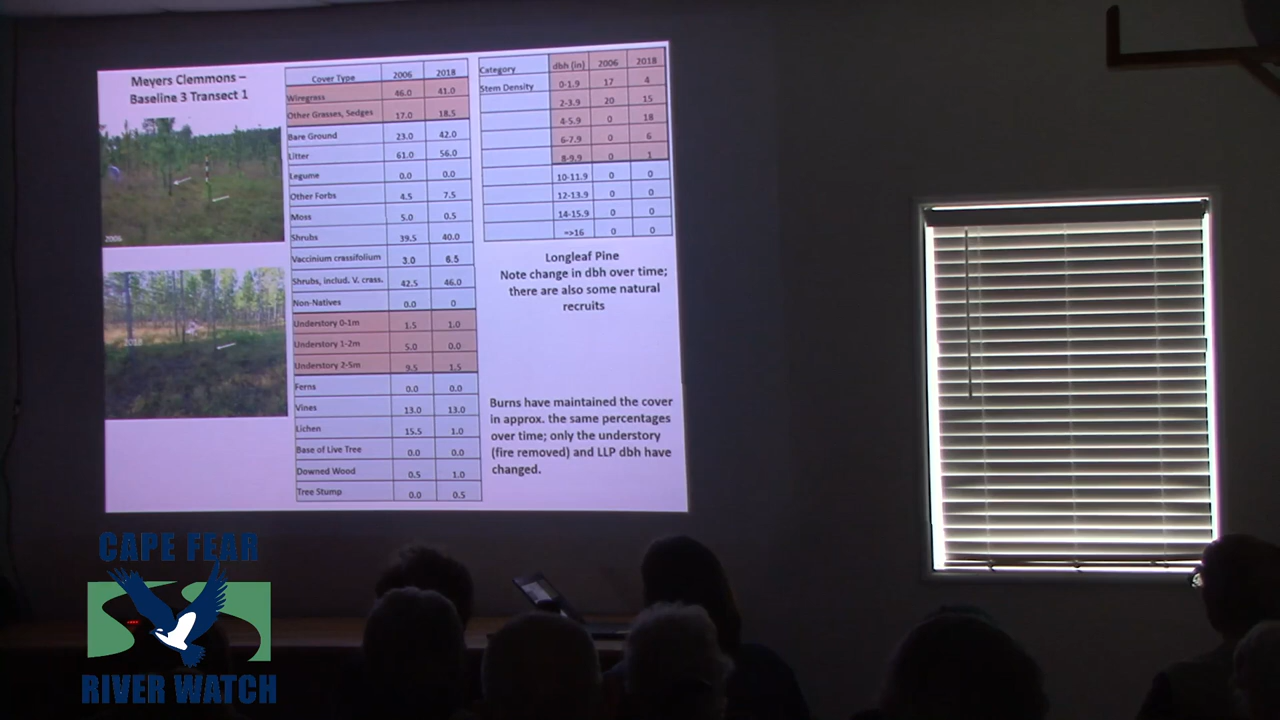 Meyers Clemmons –
Baseline 3 Transect 1
2006
2018
Cover Type 2006 2018
Wiregrass 46.0 41.0
Other Grasses, Sedges 17.0 18.5
Bare Ground 23.0 42.0
Litter 61.0 56.0
Legume 0.0 0.0
Other Forbs 4.5 7.5
Moss 5.0 0.5
Shrubs 39.5 40.0
Vaccinium crassifolium 3.0 6.5
Shrubs, includ. V. crass. 42.5 46.0
Non-Natives 0.0 0
Understory 0-1m 1.5 1.0
Understory 1-2m 5.0 0.0
Understory 2-5m 9.5 1.5
Ferns 0.0 0.0
Vines 13.0 13.0
Lichen 15.5 1.0
Base of Live Tree 0.0 0.0
Downed Wood 0.5 1.0
Tree Stump 0.0 0.5
Category dbh (in) 2006 2018
Stem Density 0-1.9 17 4
2-3.9 20 15
4-5.9 0 18
6-7.9 0 6
8-9.9 0 1
10-11.9 0 0
12-13.9 0 0
14-15.9 0 0
=>16 0 0
Longleaf Pine
Note change in dbh over time;
there are also some natural
recruits
Burns have maintained the cover
in approx. the same percentages
over time; only the understory
(fire removed) and LLP dbh have
changed.
CAPE FEAR
RIVER WATCH